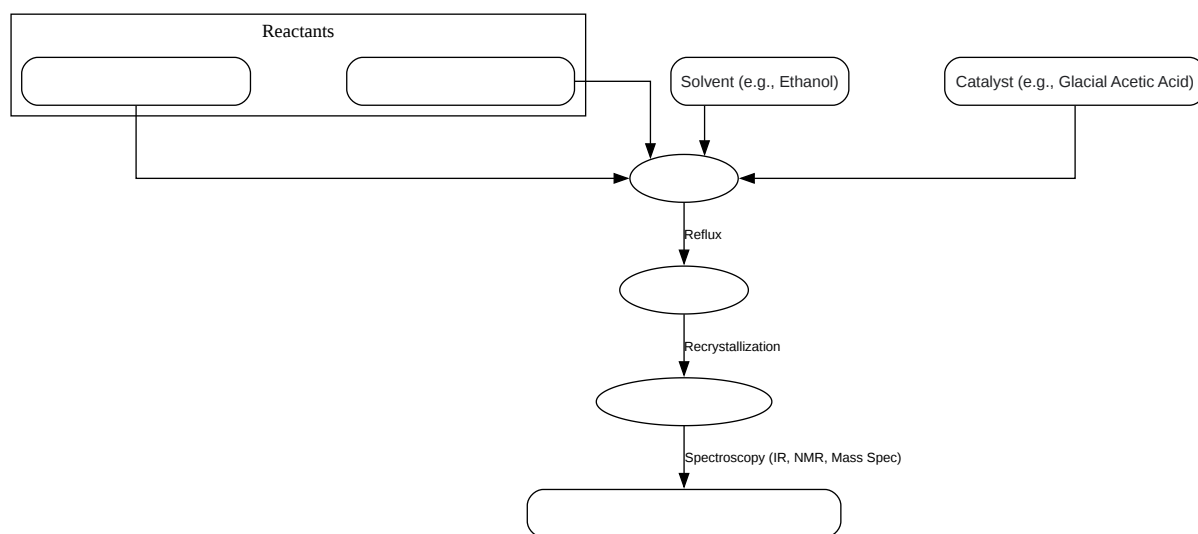 Reactants
Solvent (e.g., Ethanol)
Catalyst (e.g., Glacial Acetic Acid)
Reflux
Recrystallization
Spectroscopy (IR, NMR, Mass Spec)